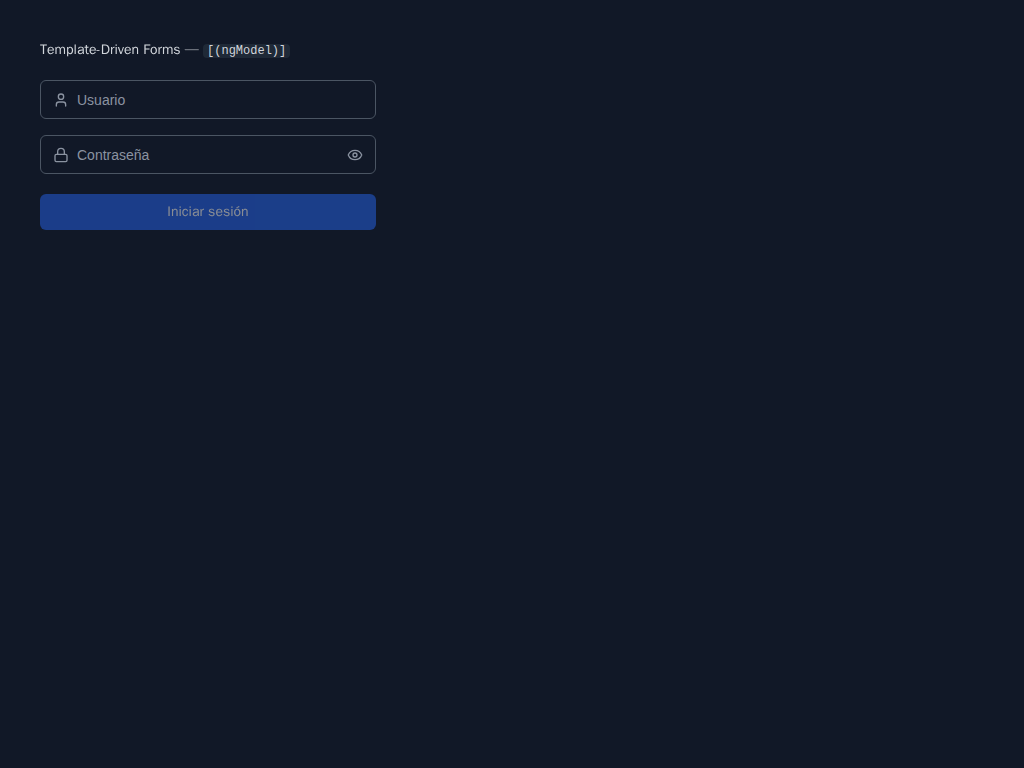 Template-Driven Forms — [(ngModel)]
Usuario
Contraseña
Iniciar sesión